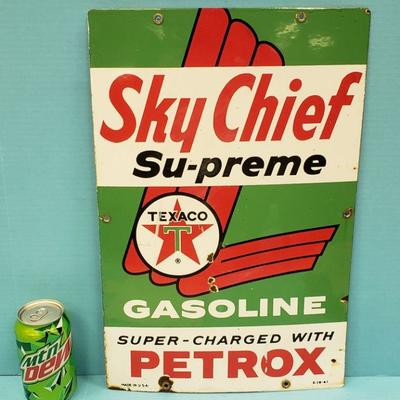 Sky Chief
Su-preme
TEXACO
T
®
GASOLINE
SUPER-CHARGED WITH
PETROX
MADE IN U.S.A.
mtn
DEW